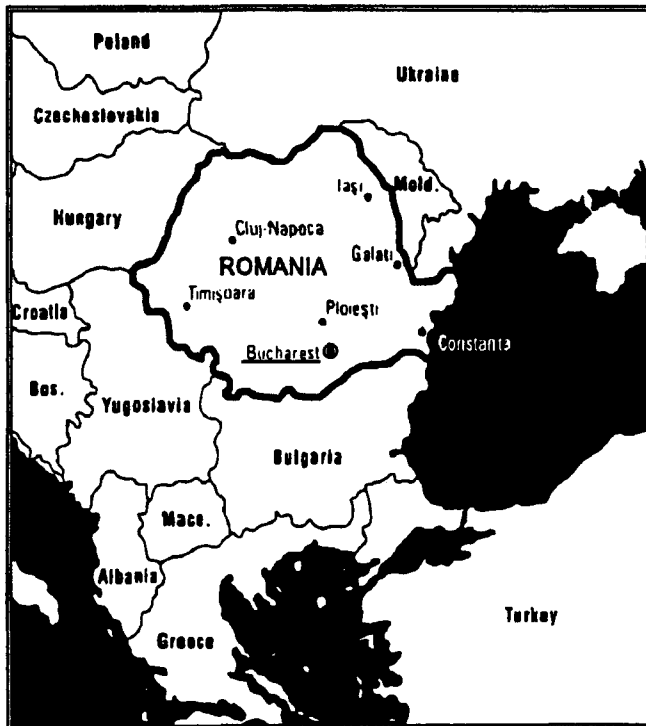 Poland
Ukraine
Czechoslovakia
Iaşi
Mold.
Hungary
Cluj-Napoca
Galati
ROMANIA
Timişoara
Croatia
Ploieşti
Constanta
Bucharest
Bos.
Yugoslavia
Bulgaria
Mace.
Albania
Turkey
Greece